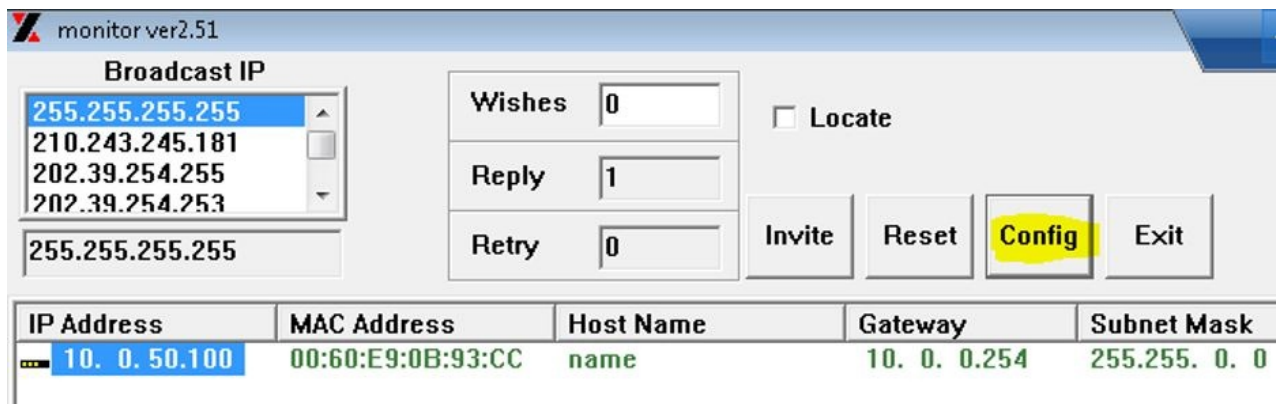 monitor ver2.51
Broadcast IP
255.255.255.255
210.243.245.181
202.39.254.255
202.39.254.253
255.255.255.255
Wishes 0
Reply 1
Retry 0
Locate
Invite Reset Config Exit
IP Address MAC Address Host Name Gateway Subnet Mask
10. 0. 50.100 00:60:E9:0B:93:CC name 10. 0. 0.254 255.255. 0. 0